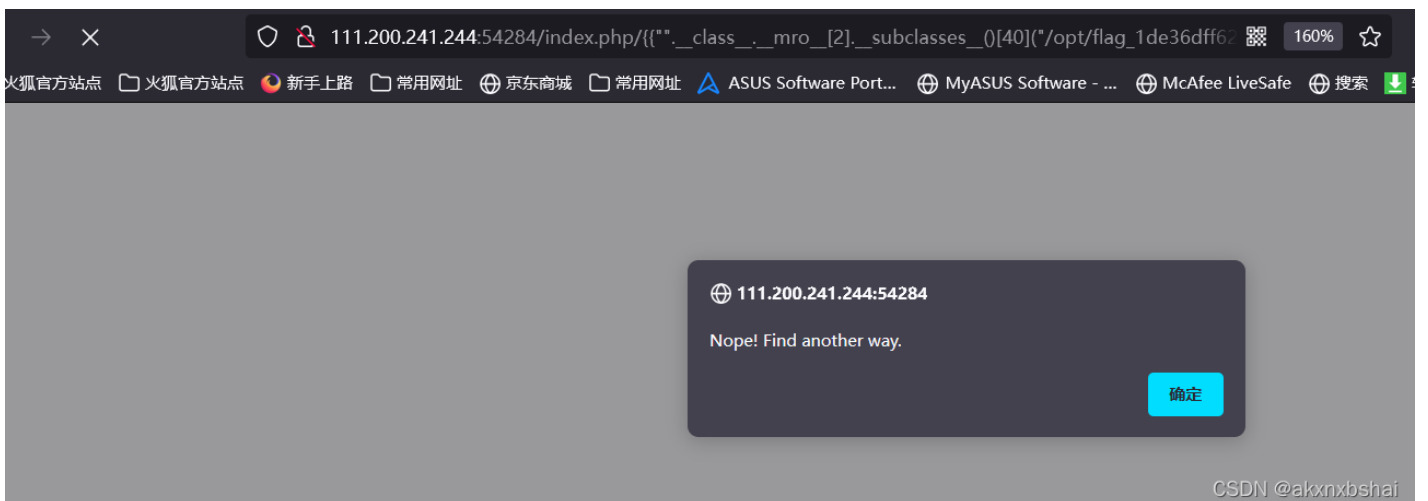 111.200.241.244:54284/index.php/{{"".__class__.__mro__[2].__subclasses__()[40]("/opt/flag_1de36dff62 160%
火狐官方站点 火狐官方站点 新手上路 常用网址 京东商城 常用网址 ASUS Software Port... MyASUS Software - ... McAfee LiveSafe 搜索
111.200.241.244:54284
Nope! Find another way.
确定
CSDN @akxnxbshai